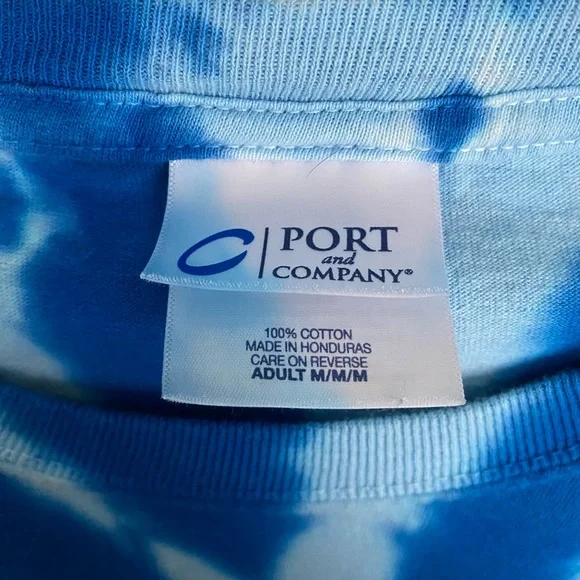 PORT
and
COMPANY®
100% COTTON
MADE IN HONDURAS
CARE ON REVERSE
ADULT M/M/M